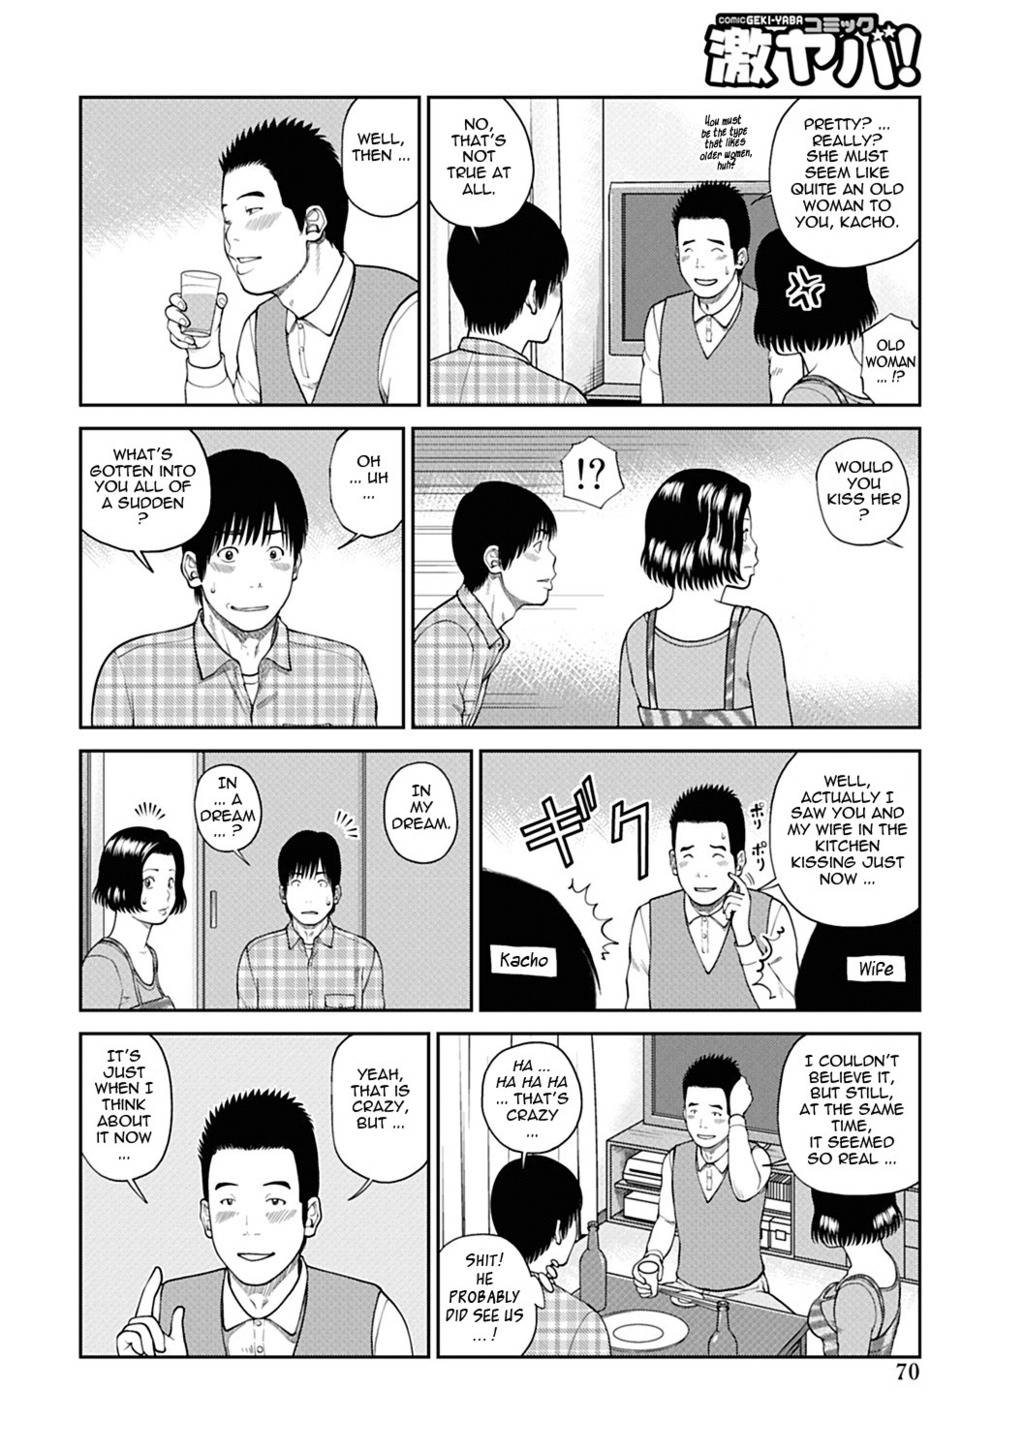 COMIC GEKI-YABA コミック
激ヤバ!
PRETTY? ...
REALLY?
SHE MUST
SEEM LIKE
QUITE AN OLD
WOMAN TO
YOU, KACHO.
You must
be the type
that likes
older women,
huh?
OLD
WOMAN
... !?
NO,
THAT'S
NOT
TRUE AT
ALL.
WELL,
THEN ...
WOULD
YOU
KISS HER
?
!?
OH
... UH
...
WHAT'S
GOTTEN INTO
YOU ALL OF
A SUDDEN
?
WELL,
ACTUALLY I
SAW YOU AND
MY WIFE IN THE
KITCHEN
KISSING JUST
NOW ...
ポリ
ポリ
ギク
Wife
Kacho
IN
MY
DREAM.
IN
... A
DREAM
... ?
I COULDN'T
BELIEVE IT,
BUT STILL,
AT THE SAME
TIME,
IT SEEMED
SO REAL ...
HA ...
HA HA HA
... THAT'S
CRAZY
...
SHIT!
HE
PROBABLY
DID SEE US
... !
YEAH,
THAT IS
CRAZY,
BUT ...
IT'S
JUST
WHEN I
THINK
ABOUT
IT NOW
...
70